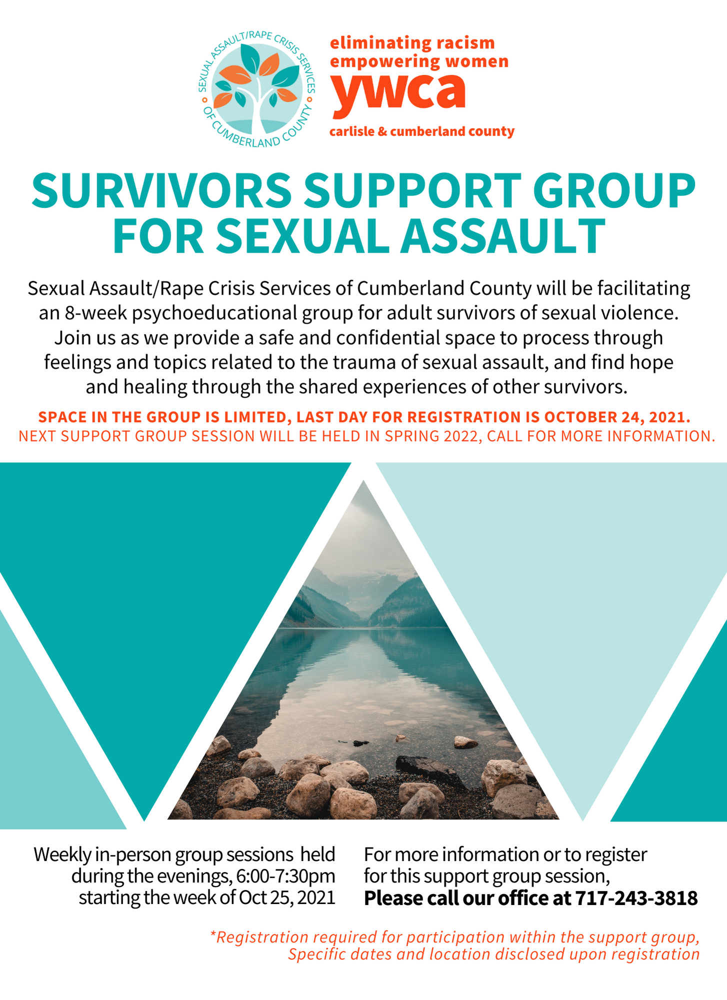 SEXUAL ASSAULT/RAPE CRISIS SERVICES
OF CUMBERLAND COUNTY
eliminating racism
empowering women
ywca
carlisle & cumberland county
SURVIVORS SUPPORT GROUP
FOR SEXUAL ASSAULT
Sexual Assault/Rape Crisis Services of Cumberland County will be facilitating
an 8-week psychoeducational group for adult survivors of sexual violence.
Join us as we provide a safe and confidential space to process through
feelings and topics related to the trauma of sexual assault, and find hope
and healing through the shared experiences of other survivors.
SPACE IN THE GROUP IS LIMITED, LAST DAY FOR REGISTRATION IS OCTOBER 24, 2021.
NEXT SUPPORT GROUP SESSION WILL BE HELD IN SPRING 2022, CALL FOR MORE INFORMATION.
Weekly in-person group sessions held
during the evenings, 6:00-7:30pm
starting the week of Oct 25, 2021
For more information or to register
for this support group session,
Please call our office at 717-243-3818
*Registration required for participation within the support group,
Specific dates and location disclosed upon registration